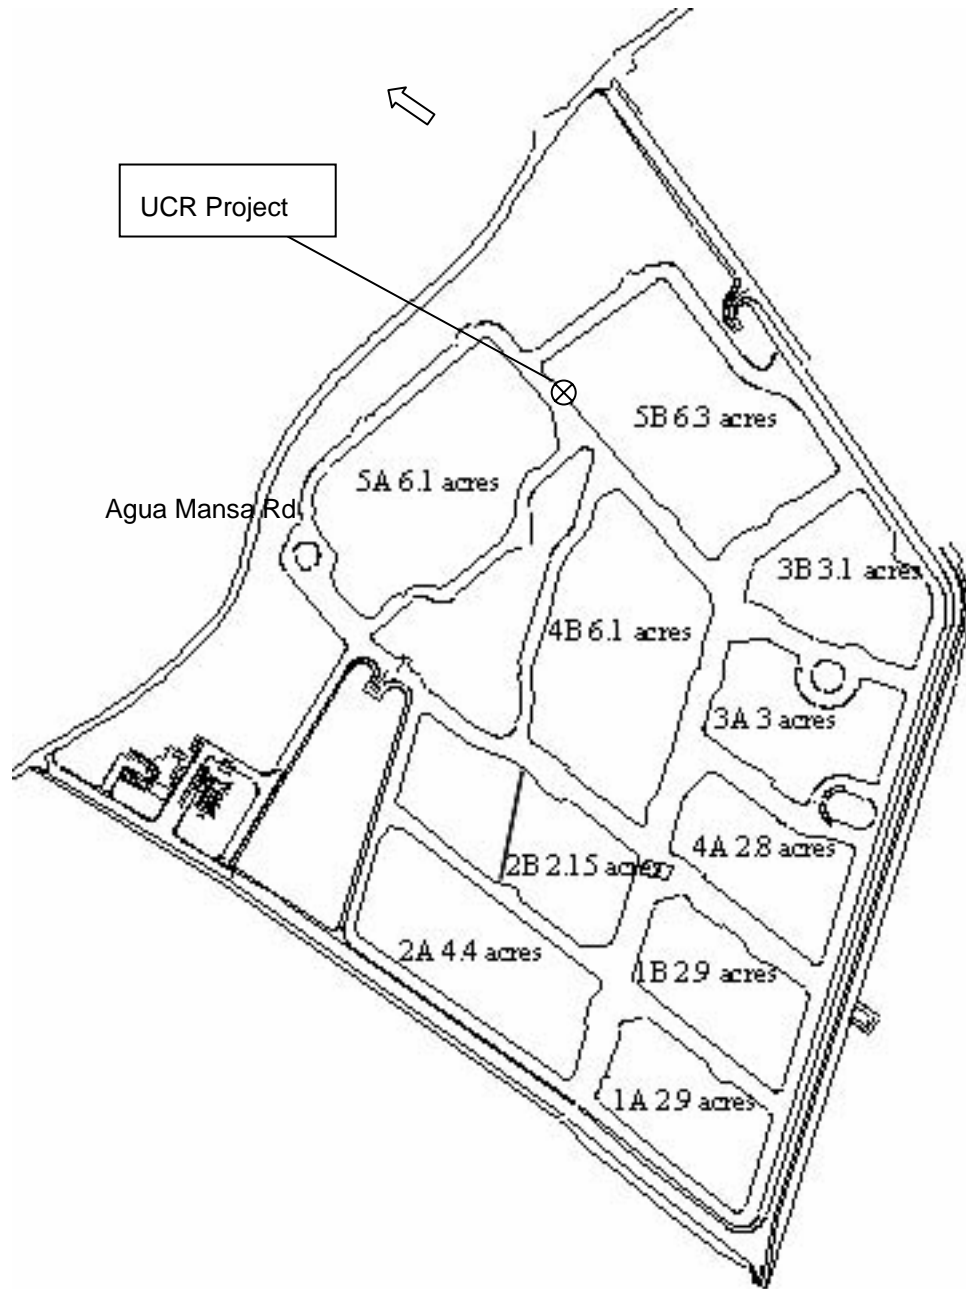 UCR Project
5B 6.3 acres
5A 6.1 acres
Agua Mansa Rd
3B 3.1 acres
4B 6.1 acres
3A 3 acres
4A 2.8 acres
2B 2.15 acres
2A 4.4 acres
1B 2.9 acres
1A 2.9 acres